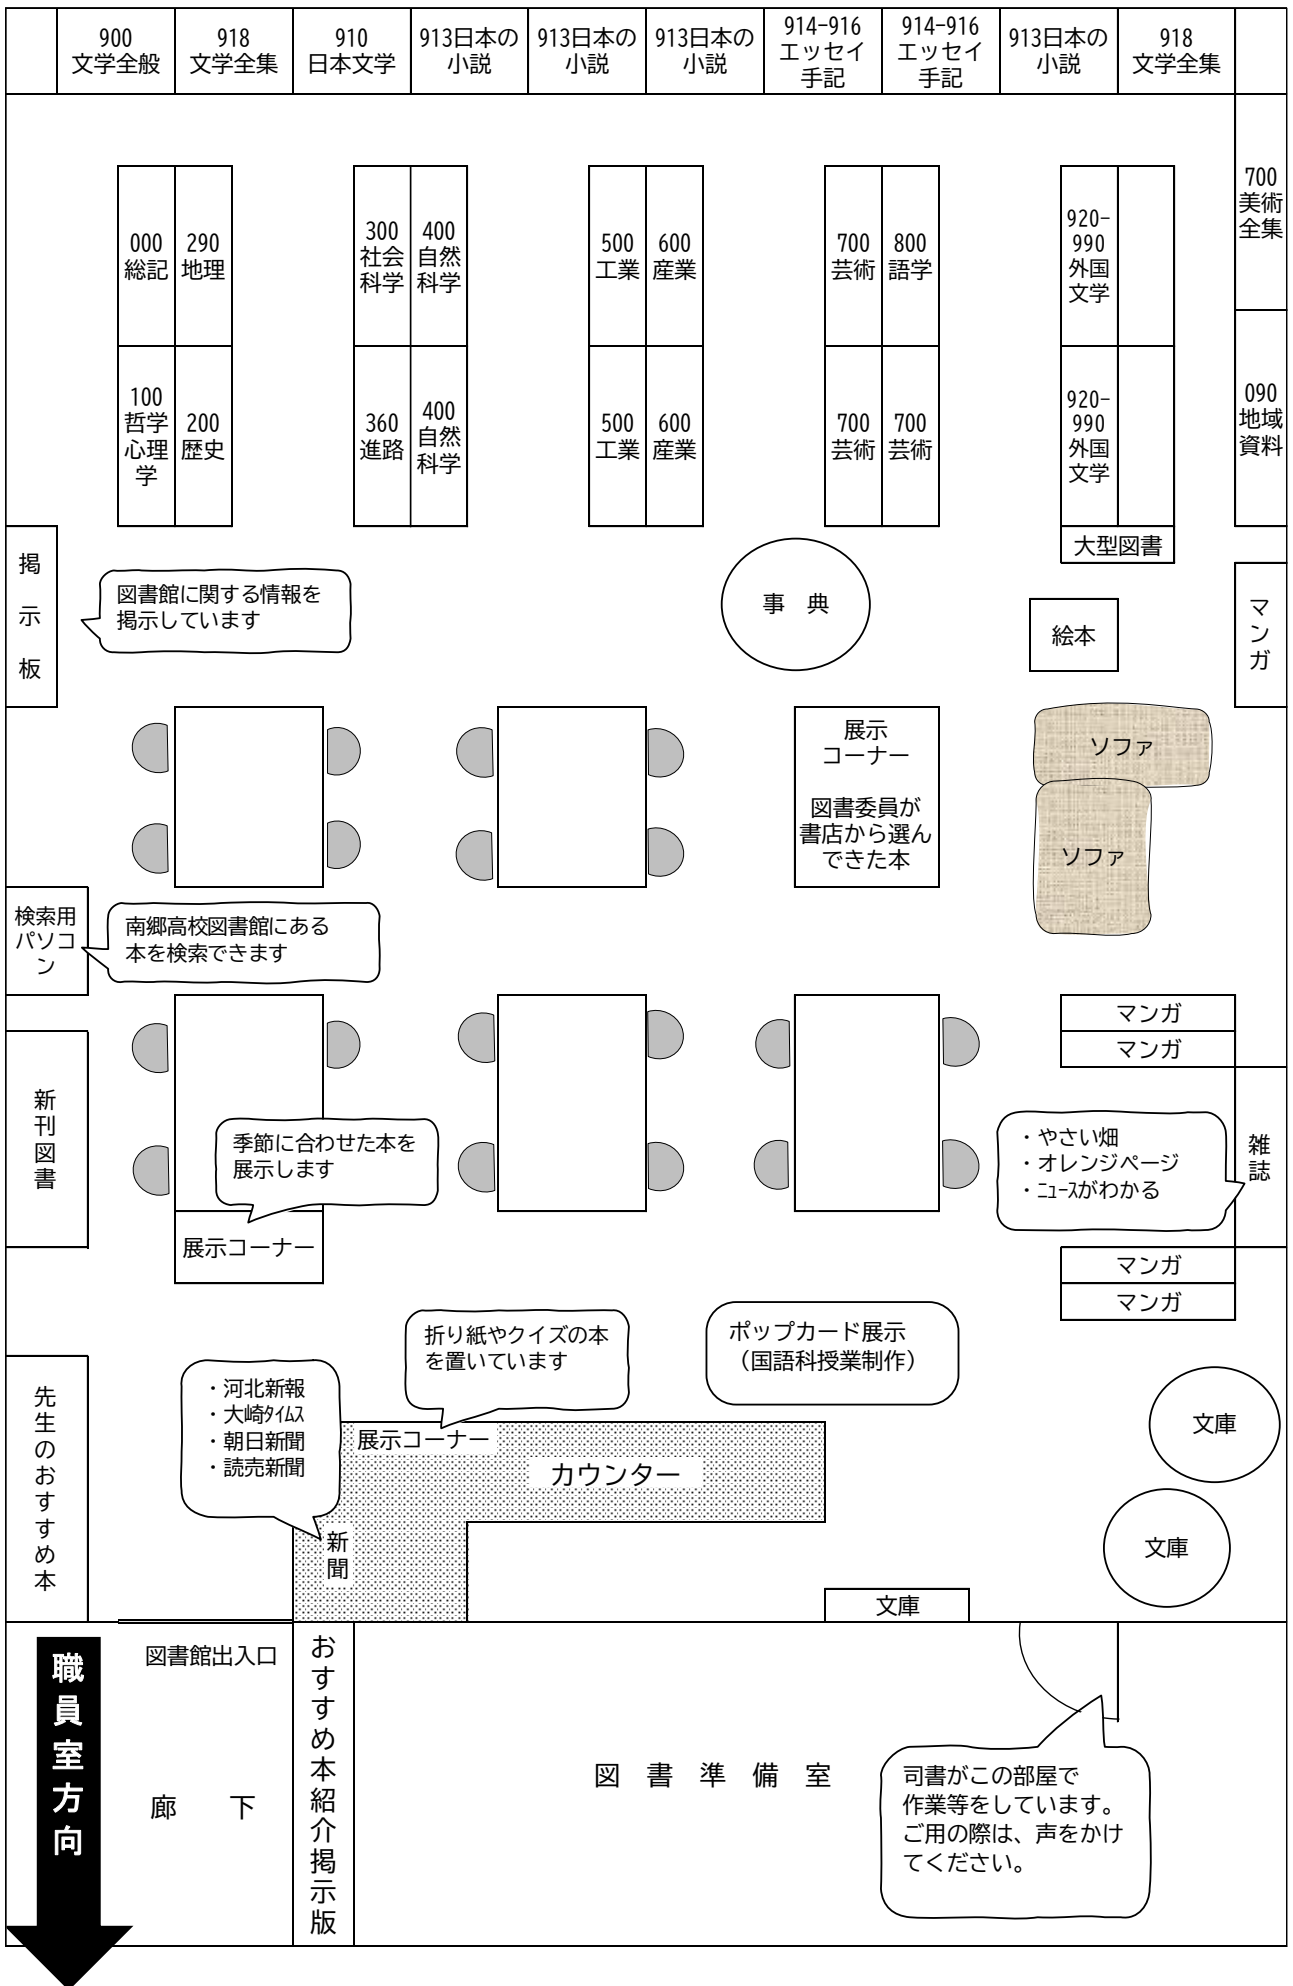 900
文学全般
918
文学全集
910
日本文学
913日本の
小説
913日本の
小説
913日本の
小説
914-916
エッセイ
手記
914-916
エッセイ
手記
913日本の
小説
918
文学全集
700
美術
全集
000
総記
290
地理
300
社会
科学
400
自然
科学
500
工業
600
産業
700
芸術
800
語学
920-
990
外国
文学
100
哲学
心理
学
200
歴史
360
進路
400
自然
科学
500
工業
600
産業
700
芸術
700
芸術
920-
990
外国
文学
090
地域
資料
大型図書
掲示板
図書館に関する情報を
掲示しています
事 典
絵本
マンガ
展示
コーナー
図書委員が
書店から選ん
できた本
ソファ
ソファ
検索用
パソコ
ン
南郷高校図書館にある
本を検索できます
マンガ
マンガ
新刊図書
季節に合わせた本を
展示します
展示コーナー
・やさい畑
・オレンジページ
・ニュースがわかる
雑誌
マンガ
マンガ
折り紙やクイズの本
を置いています
ポップカード展示
（国語科授業制作）
先生のおすすめ本
・河北新報
・大崎タイムス
・朝日新聞
・読売新聞
展示コーナー
カウンター
新聞
文庫
文庫
文庫
職員室方向
図書館出入口
廊 下
おすすめ本紹介掲示版
図 書 準 備 室
司書がこの部屋で
作業等をしています。
ご用の際は、声をかけ
てください。